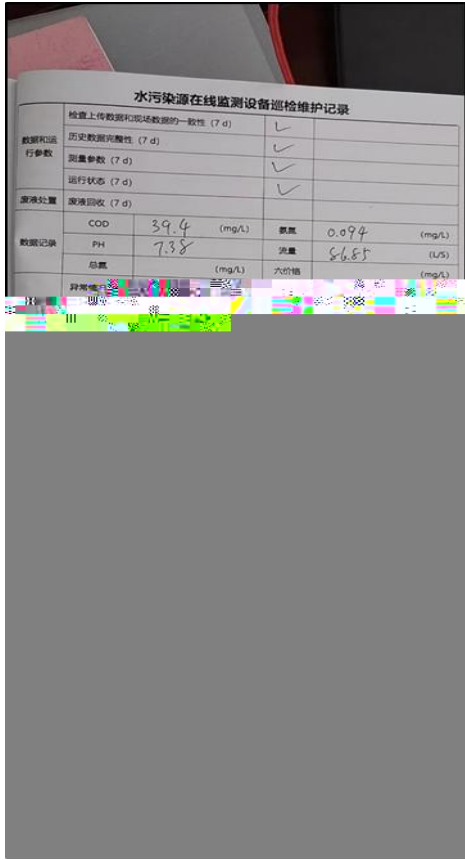 水污染源在线监测设备巡检维护记录
数据和运行参数
检查上传数据和现场数据的一致性 (7 d) ✓
历史数据完整性 (7 d) ✓
测量参数 (7 d) ✓
运行状态 (7 d) ✓
废液处置 废液回收 (7 d)
数据记录
COD 39.4 (mg/L) 氨氮 0.094 (mg/L)
PH 7.38 流量 86.85 (L/S)
总氮 (mg/L) 六价铬 (mg/L)
异常情